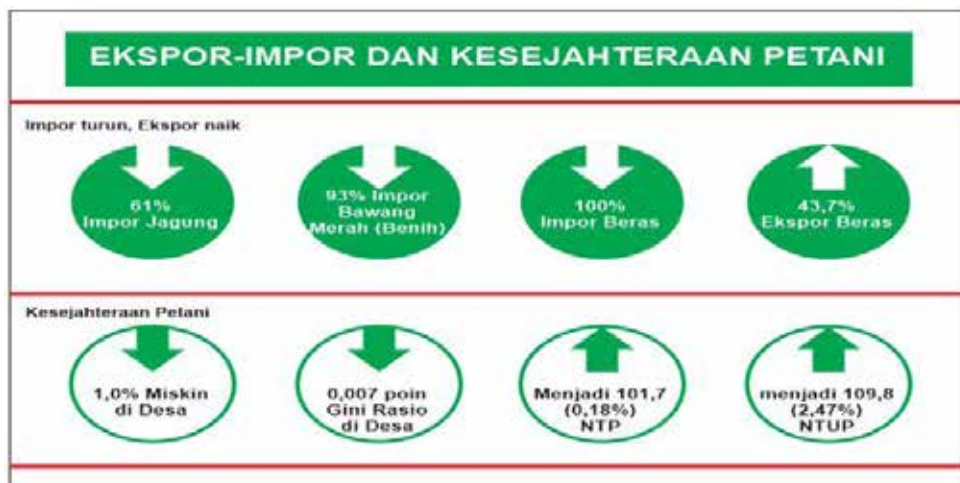 EKSPOR-IMPOR DAN KESEJAHTERAAN PETANI
Impor turun, Ekspor naik
61%
Impor Jagung
93% Impor
Bawang
Merah (Benih)
100%
Impor Beras
43,7%
Ekspor Beras
Kesejahteraan Petani
1,0% Miskin
di Desa
0,007 poin
Gini Rasio
di Desa
Menjadi 101,7
(0,18%)
NTP
menjadi 109,8
(2,47%)
NTUP